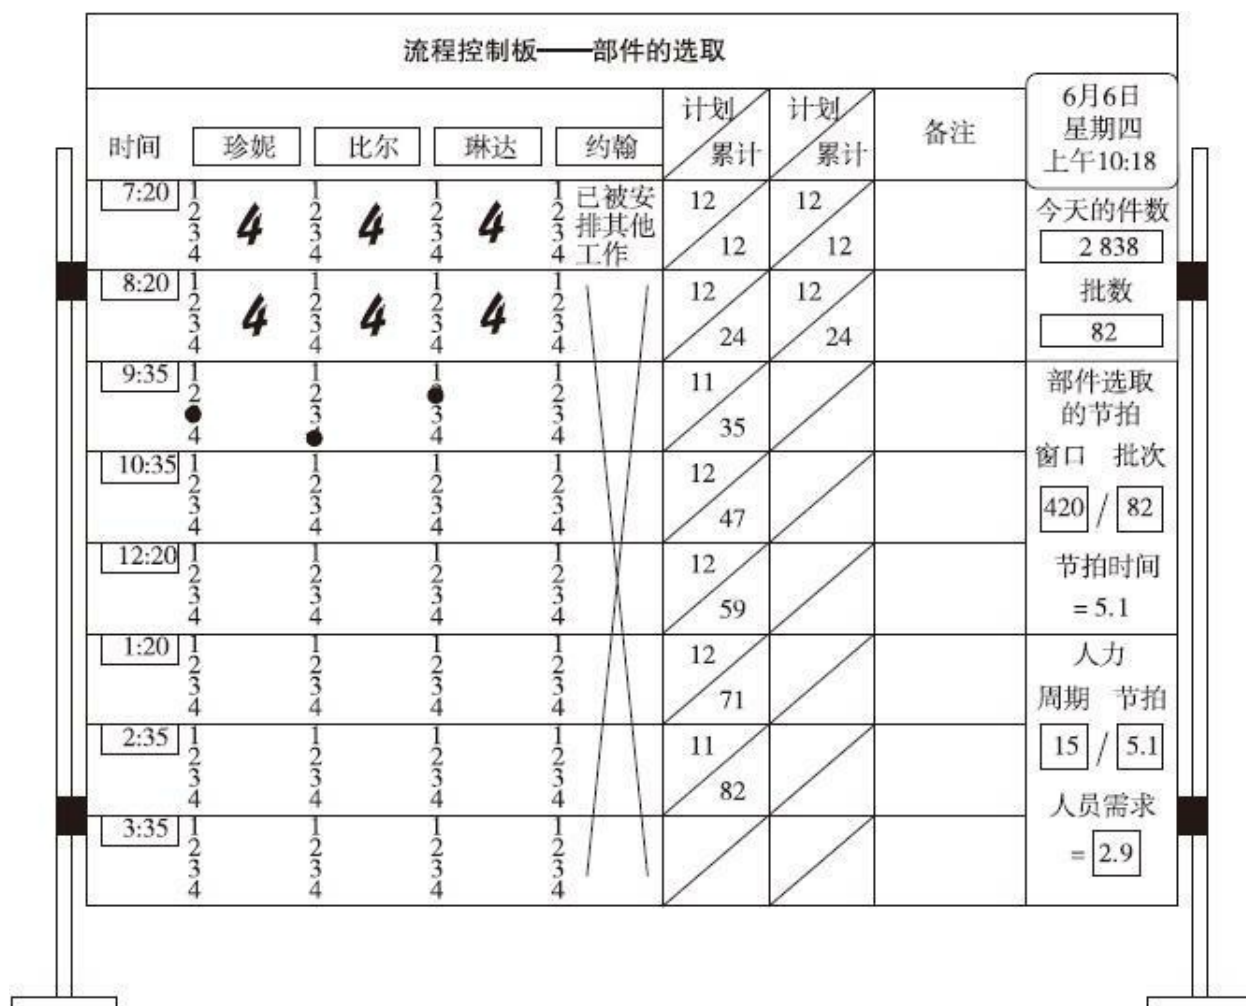 流程控制板——部件的选取
时间 珍妮 比尔 琳达 约翰 计划/累计 计划/累计 备注
6月6日
星期四
上午10:18
7:20 1 2 3 4 4 1 2 3 4 4 1 2 3 4 4 1 2 3 4 已被安排其他工作 12/12 12/12
8:20 1 2 3 4 4 1 2 3 4 4 1 2 3 4 4 1 2 3 4 12/24 12/24
9:35 1 2 4 1 2 3 1 3 4 1 2 3 4 11/35
10:35 1 2 3 4 1 2 3 4 1 2 3 4 1 2 3 4 12/47
12:20 1 2 3 4 1 2 3 4 1 2 3 4 1 2 3 4 12/59
1:20 1 2 3 4 1 2 3 4 1 2 3 4 1 2 3 4 12/71
2:35 1 2 3 4 1 2 3 4 1 2 3 4 1 2 3 4 11/82
3:35 1 2 3 4 1 2 3 4 1 2 3 4 1 2 3 4
今天的件数
2 838
批数
82
部件选取
的节拍
窗口 批次
420 / 82
节拍时间
= 5.1
人力
周期 节拍
15 / 5.1
人员需求
= 2.9